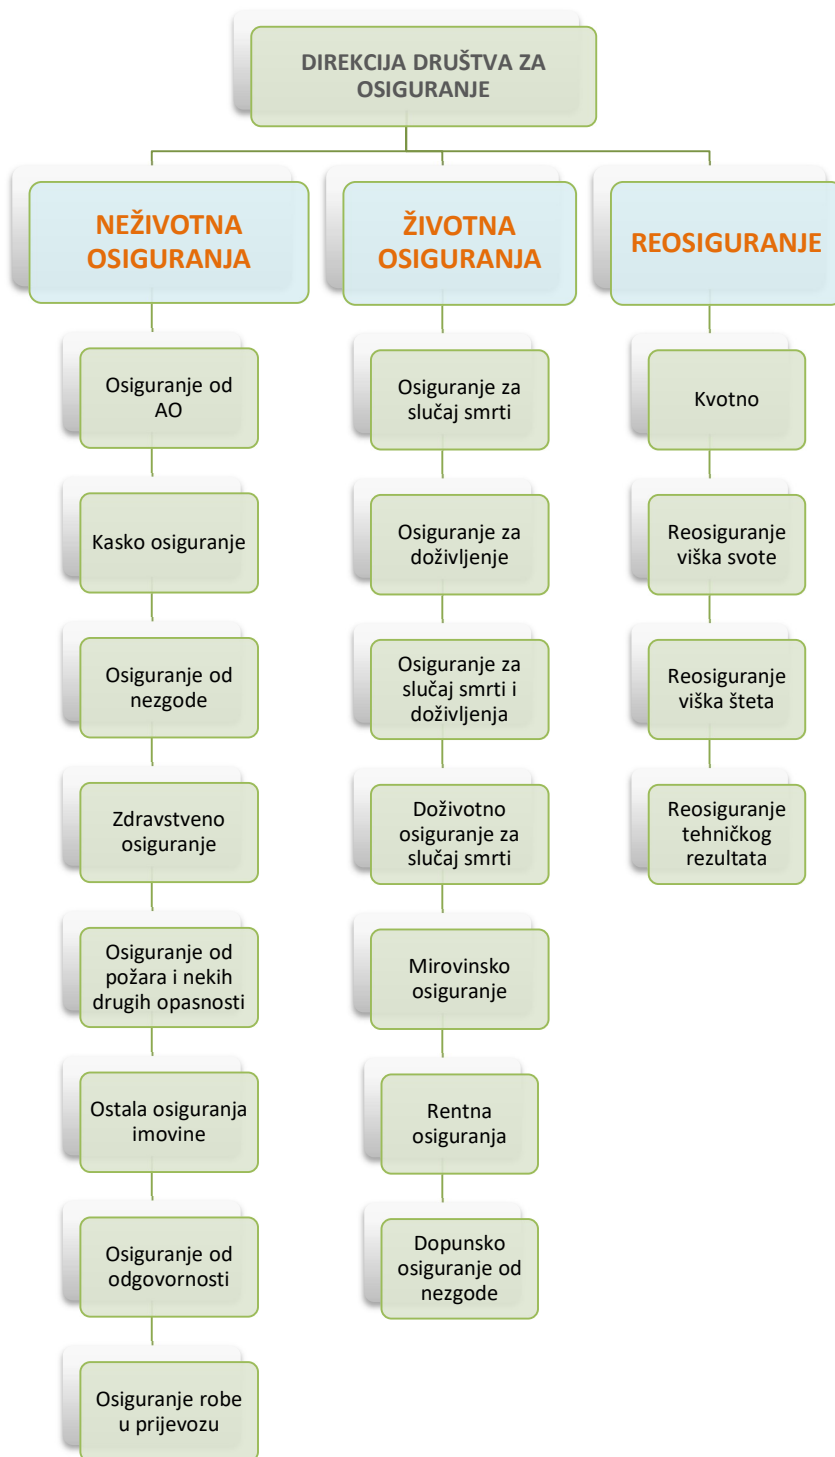 DIREKCIJA DRUŠTVA ZA
OSIGURANJE
NEŽIVOTNA
OSIGURANJA
Osiguranje od
AO
Kasko osiguranje
Osiguranje od
nezgode
Zdravstveno
osiguranje
Osiguranje od
požara i nekih
drugih opasnosti
Ostala osiguranja
imovine
Osiguranje od
odgovornosti
Osiguranje robe
u prijevozu
ŽIVOTNA
OSIGURANJA
Osiguranje za
slučaj smrti
Osiguranje za
doživljenje
Osiguranje za
slučaj smrti i
doživljenja
Doživotno
osiguranje za
slučaj smrti
Mirovinsko
osiguranje
Rentna
osiguranja
Dopunsko
osiguranje od
nezgode
REOSIGURANJE
Kvotno
Reosiguranje
viška svote
Reosiguranje
viška šteta
Reosiguranje
tehničkog
rezultata